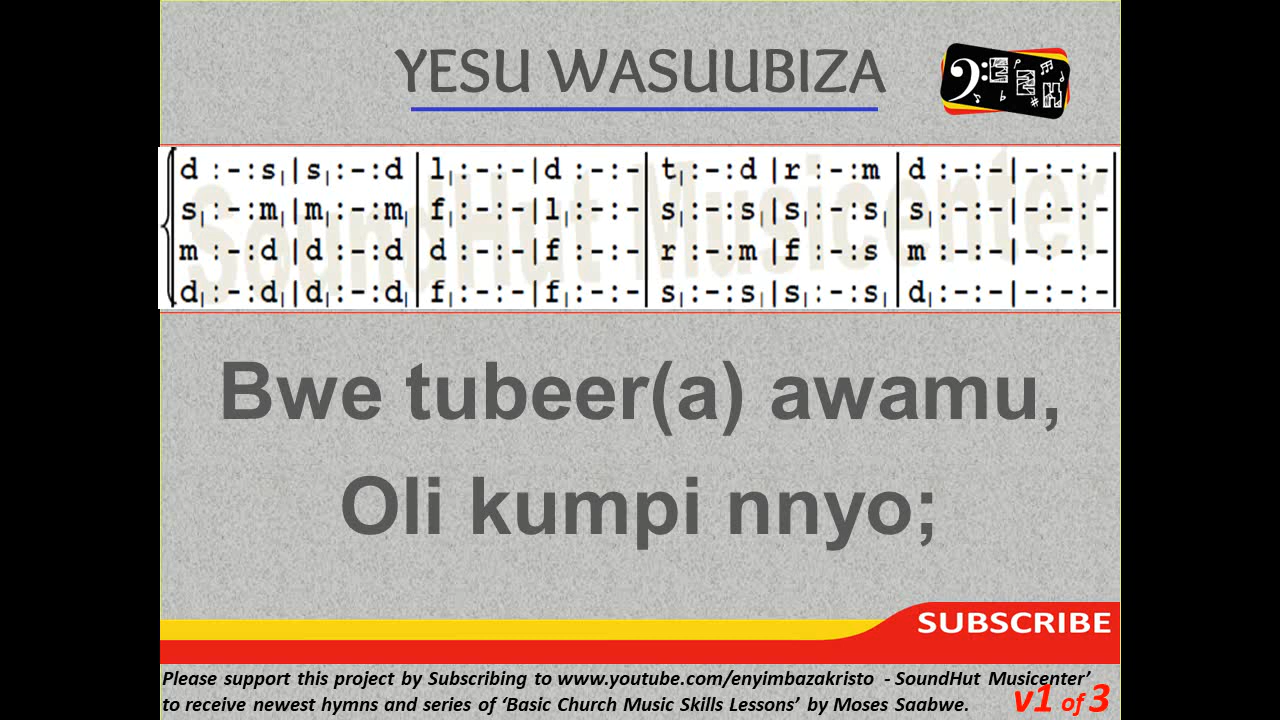 YESU WASUUBIZA
d :-:s,|s,:-:d |l,:-:-|d :-:-|t,:-:d |r :-:m |d :-:-|-:-:-|
s,:-:m,|m,:-:m,|f,:-:-|l,:-:-|s,:-:s,|s,:-:s,|s,:-:-|-:-:-|
m :-:d |d :-:d |d :-:-|f :-:-|r :-:m |f :-:s |m :-:-|-:-:-|
d,:-:d,|d,:-:d,|f,:-:-|f,:-:-|s,:-:s,|s,:-:s,|d,:-:-|-:-:-|
SoundHut Musicenter
Bwe tubeer(a) awamu,
Oli kumpi nnyo;
SUBSCRIBE
Please support this project by Subscribing to www.youtube.com/enyimbazakristo - SoundHut Musicenter’
to receive newest hymns and series of ‘Basic Church Music Skills Lessons’ by Moses Saabwe.
v1 of 3